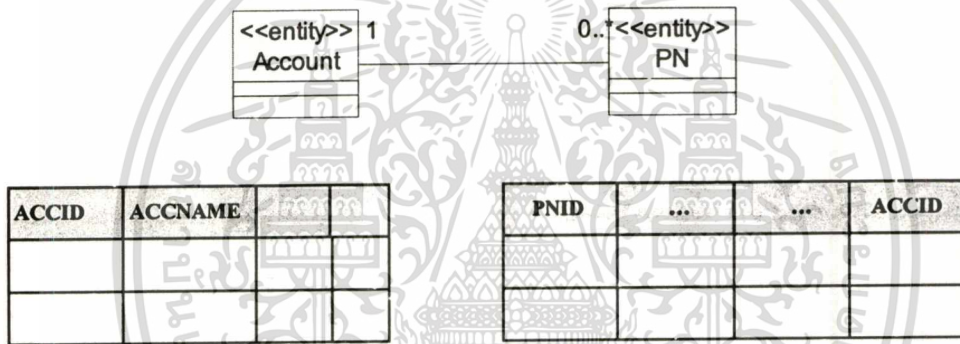 <<entity>> 1
Account
0..*<<entity>>
PN
ACCID ACCNAME
PNID ... ... ACCID